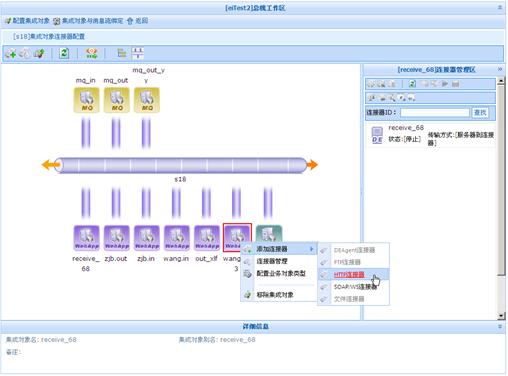 [eiTest2]总线工作区
配置集成对象 集成对象与消息流绑定 返回
[s18]集成对象连接器配置
mq_in
mq_out
mq_out_y
y
MQ
MQ
MQ
s18
WebApp
WebApp
WebApp
WebApp
WebApp
receive_
68
zjb.out
zjb.in
wang.in
out_xlf
wang
3
添加连接器
连接器管理
配置业务对象类型
移除集成对象
DEAgent连接器
FTP连接器
HTTP连接器
SOAP/WS连接器
文件连接器
[receive_68]连接器管理区
连接器ID：
查找
DE
receive_68
状态:[停止]
传输方式:[服务器到连接器]
详细信息
集成对象名: receive_68
集成对象别名: receive_68
备注: